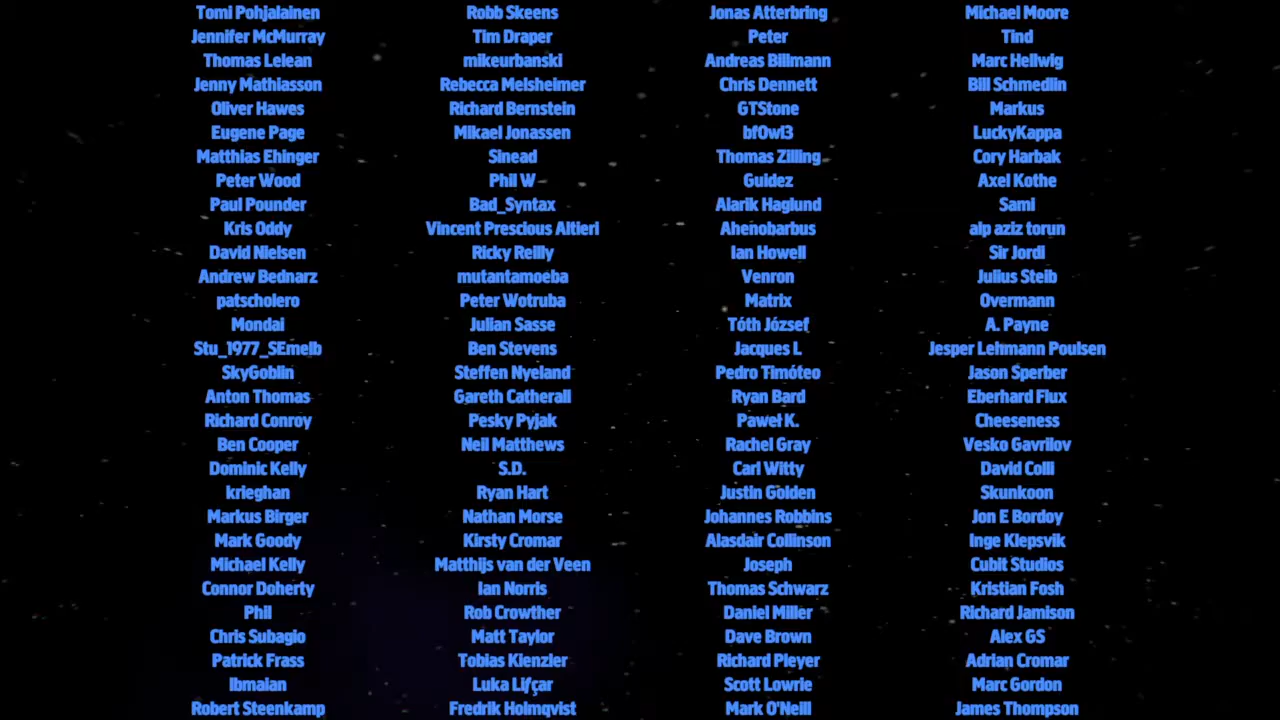 Tomi Pohjalainen Robb Skeens Jonas Atterbring Michael Moore
Jennifer McMurray Tim Draper Peter Tind
Thomas Lelean mikeurbanski Andreas Billmann Marc Hellwig
Jenny Mathiasson Rebecca Melsheimer Chris Dennett Bill Schmedlin
Oliver Hawes Richard Bernstein GTStone Markus
Eugene Page Mikael Jonassen bf0wl3 LuckyKappa
Matthias Ehinger Sinead Thomas Zilling Cory Harbak
Peter Wood Phil W Guidez Axel Kothe
Paul Pounder Bad_Syntax Alarik Haglund Sami
Kris Oddy Vincent Prescious Altieri Ahenobarbus alp aziz torun
David Nielsen Ricky Reilly Ian Howell Sir Jordi
Andrew Bednarz mutantamoeba Venron Julius Steib
patscholero Peter Wotruba Matrix Overmann
Mondai Julian Sasse Tóth József A. Payne
Stu_1977_SEmelb Ben Stevens Jacques L Jesper Lehmann Poulsen
SkyGoblin Steffen Nyeland Pedro Timóteo Jason Sperber
Anton Thomas Gareth Catherall Ryan Bard Eberhard Flux
Richard Conroy Pesky Pyjak Paweł K. Cheeseness
Ben Cooper Neil Matthews Rachel Gray Vesko Gavrilov
Dominic Kelly S.D. Carl Witty David Colli
krieghan Ryan Hart Justin Golden Skunkoon
Markus Birger Nathan Morse Johannes Robbins Jon E Bordoy
Mark Goody Kirsty Cromar Alasdair Collinson Inge Klepsvik
Michael Kelly Matthijs van der Veen Joseph Cubit Studios
Connor Doherty Ian Norris Thomas Schwarz Kristian Fosh
Phil Rob Crowther Daniel Miller Richard Jamison
Chris Subagio Matt Taylor Dave Brown Alex GS
Patrick Frass Tobias Kienzler Richard Pleyer Adrian Cromar
Ibmaian Luka Lifçar Scott Lowrie Marc Gordon
Robert Steenkamp Fredrik Holmqvist Mark O'Neill James Thompson